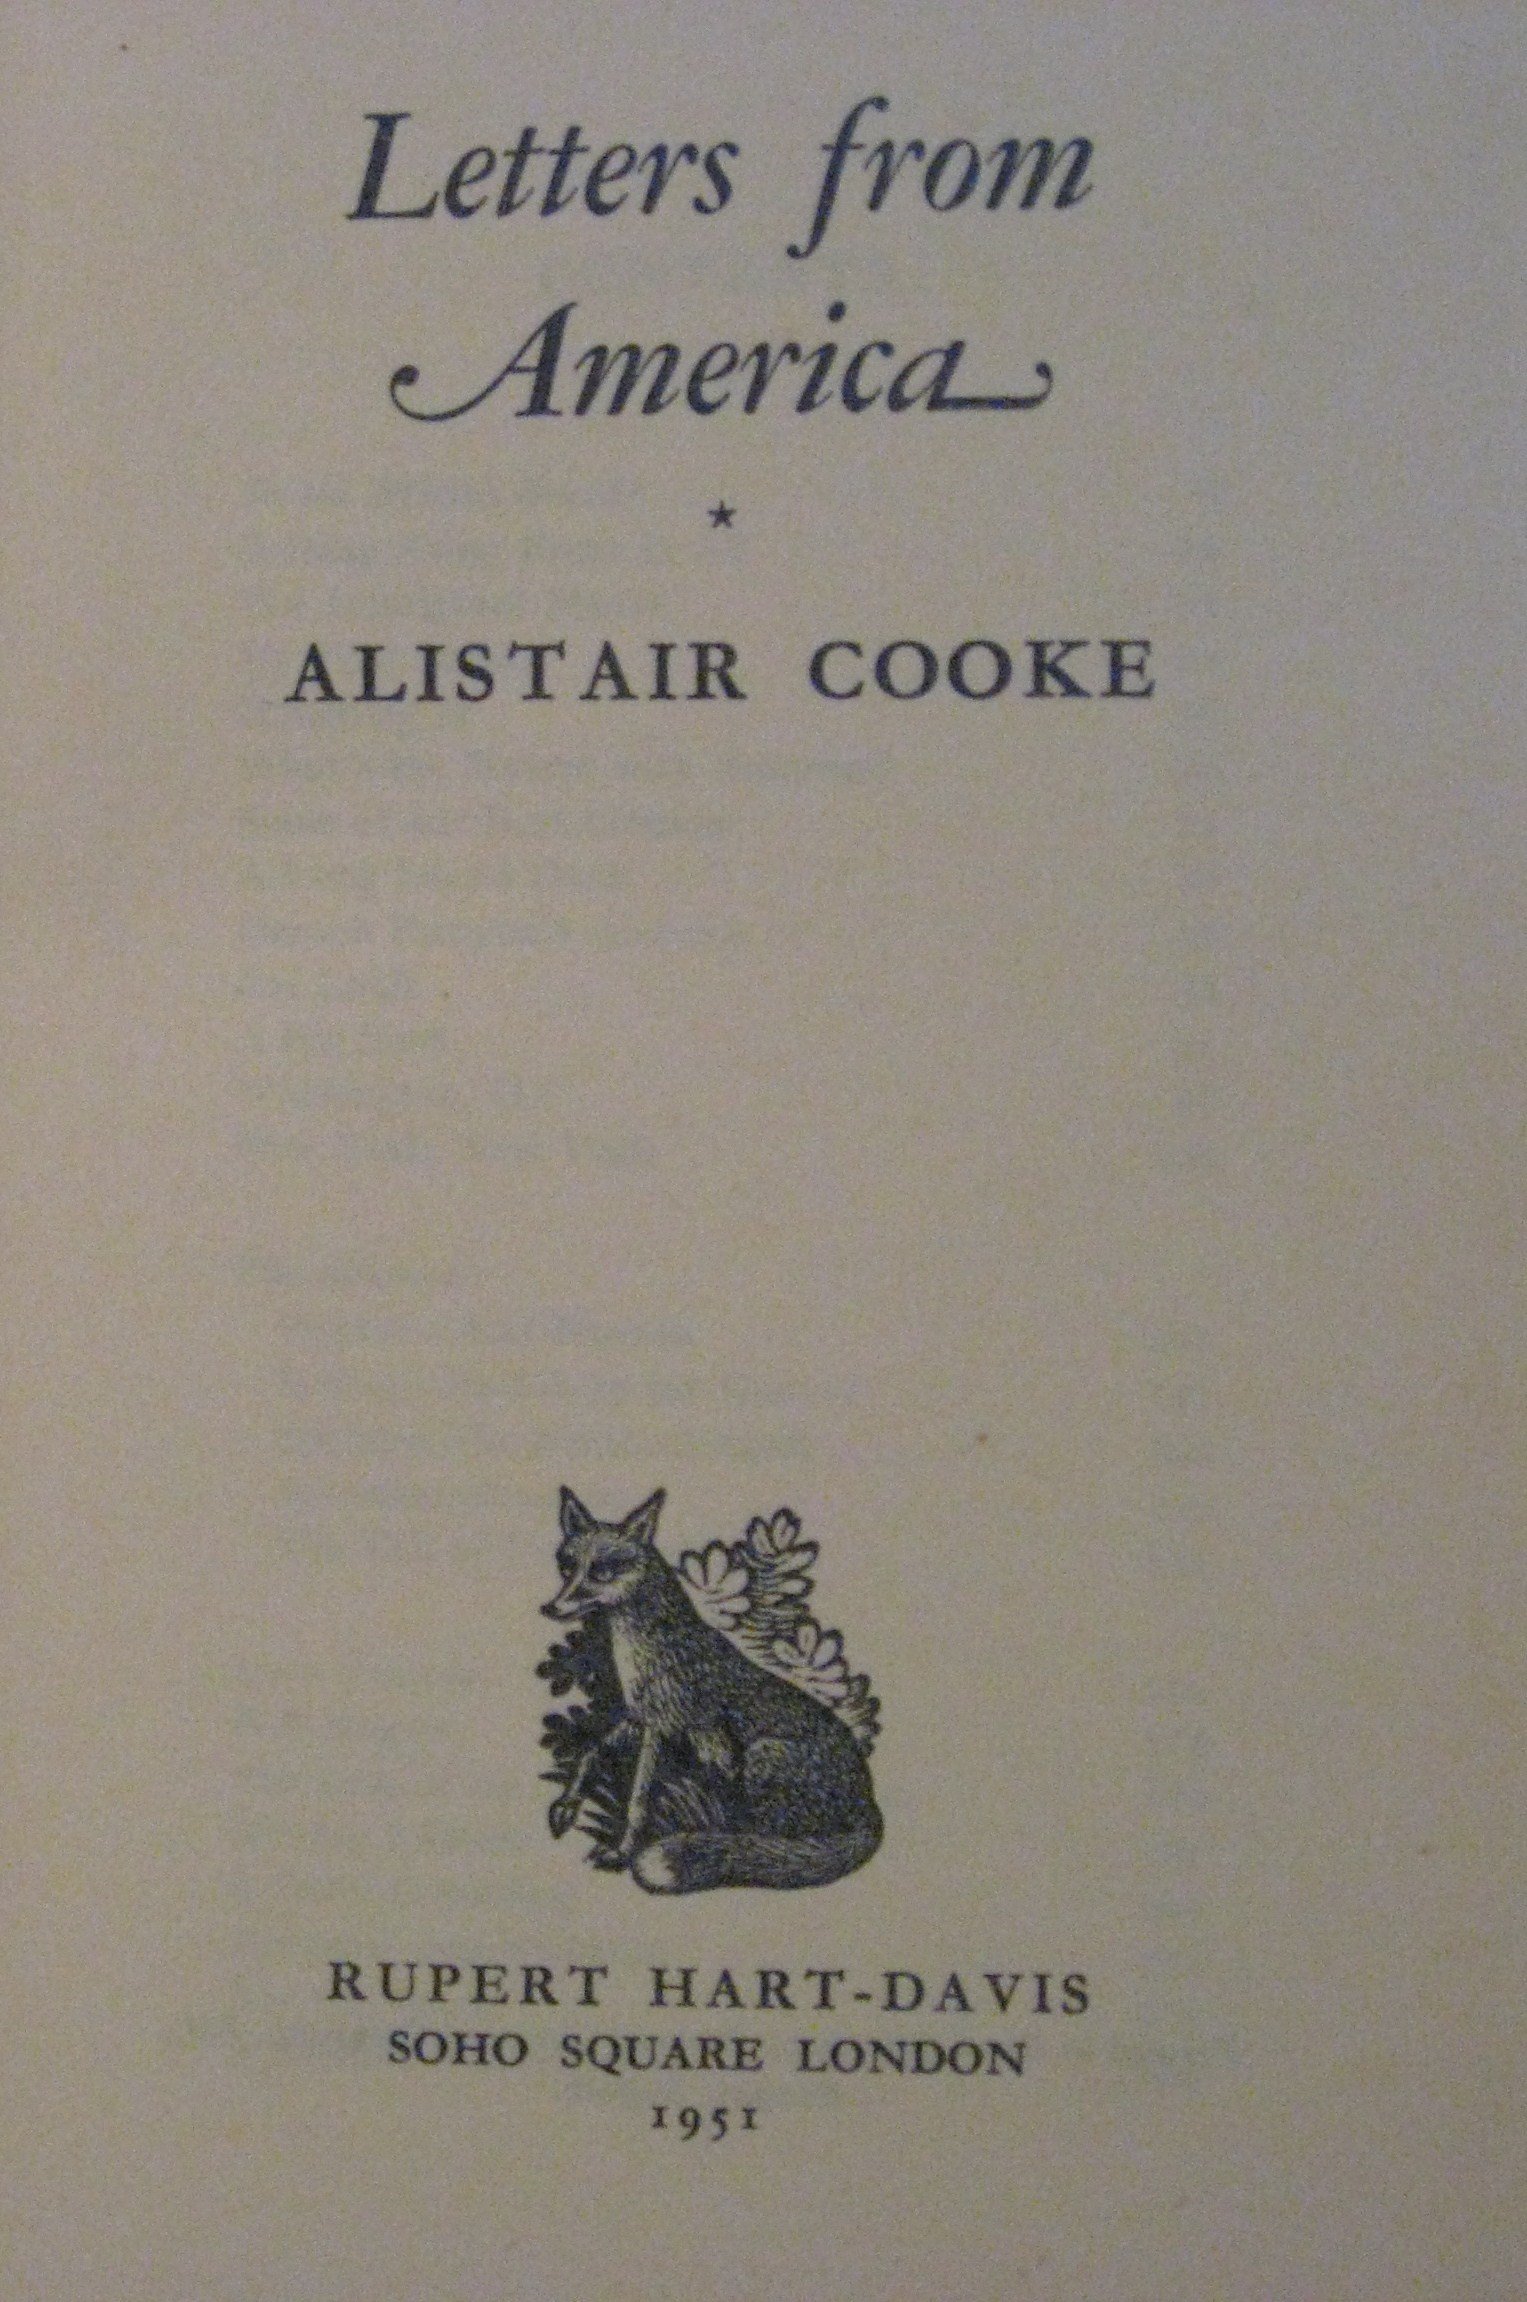 Letters from
America
★
ALISTAIR COOKE
RUPERT HART-DAVIS
SOHO SQUARE LONDON
1951